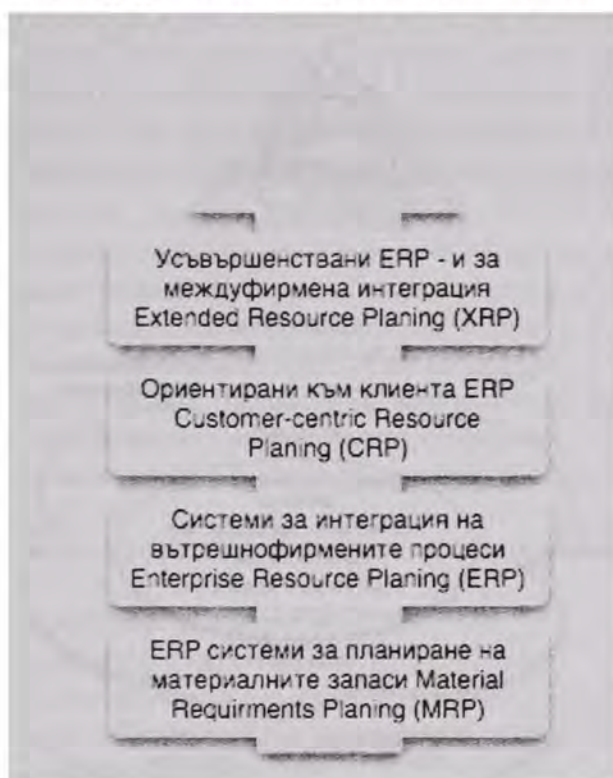 Усъвършенствани ERP - и за
междуфирмена интеграция
Extended Resource Planing (XRP)
Ориентирани към клиента ERP
Customer-centric Resource
Planing (CRP)
Системи за интеграция на
вътрешнофирмените процеси
Enterprise Resource Planing (ERP)
ERP системи за планиране на
материалните запаси Material
Requirments Planing (MRP)